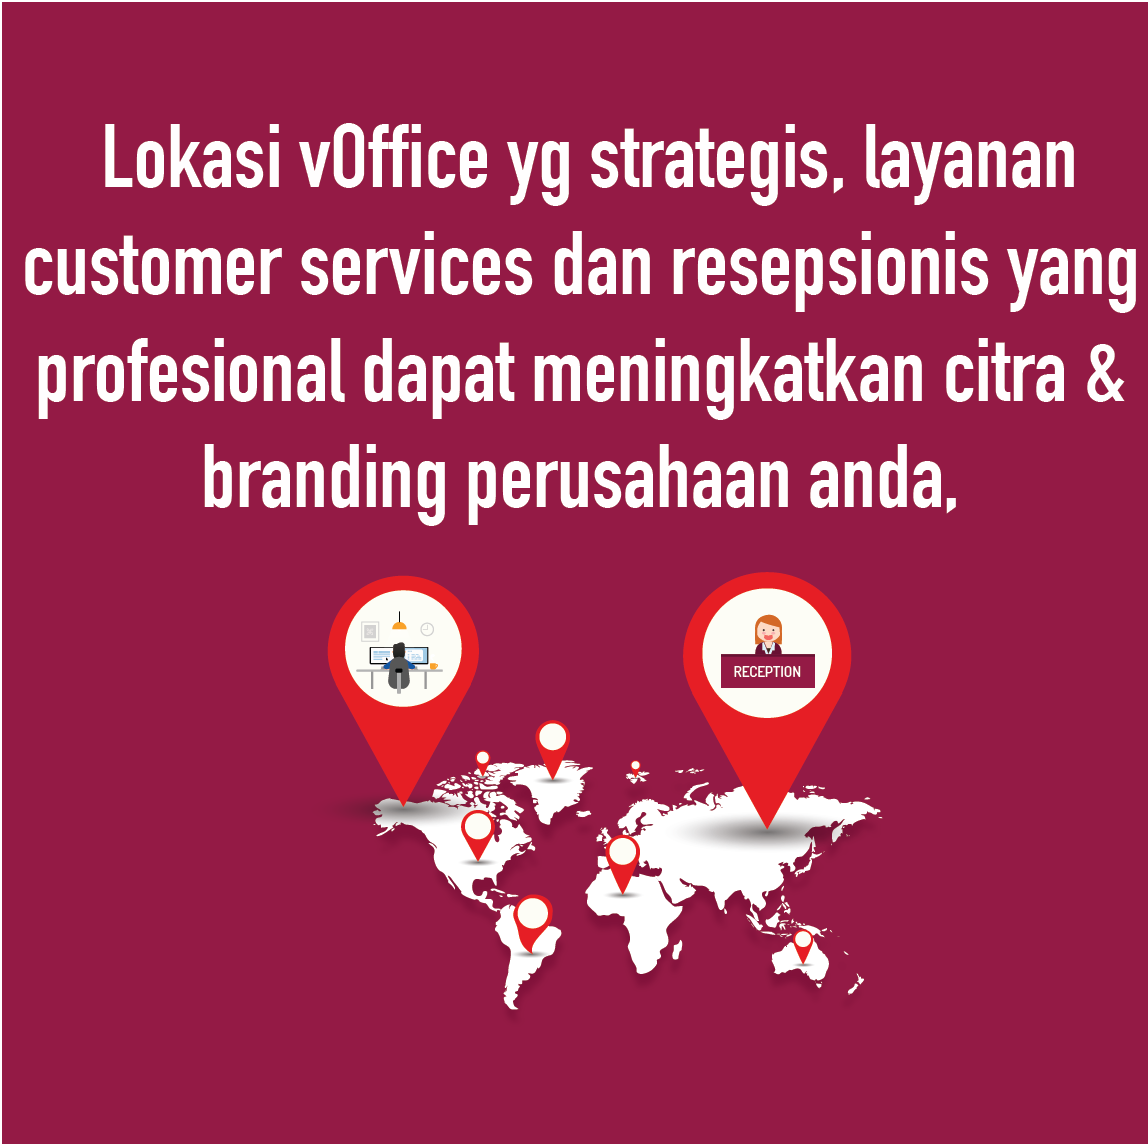 Lokasi vOffice yg strategis, layanan
customer services dan resepsionis yang
profesional dapat meningkatkan citra &
branding perusahaan anda,
RECEPTION